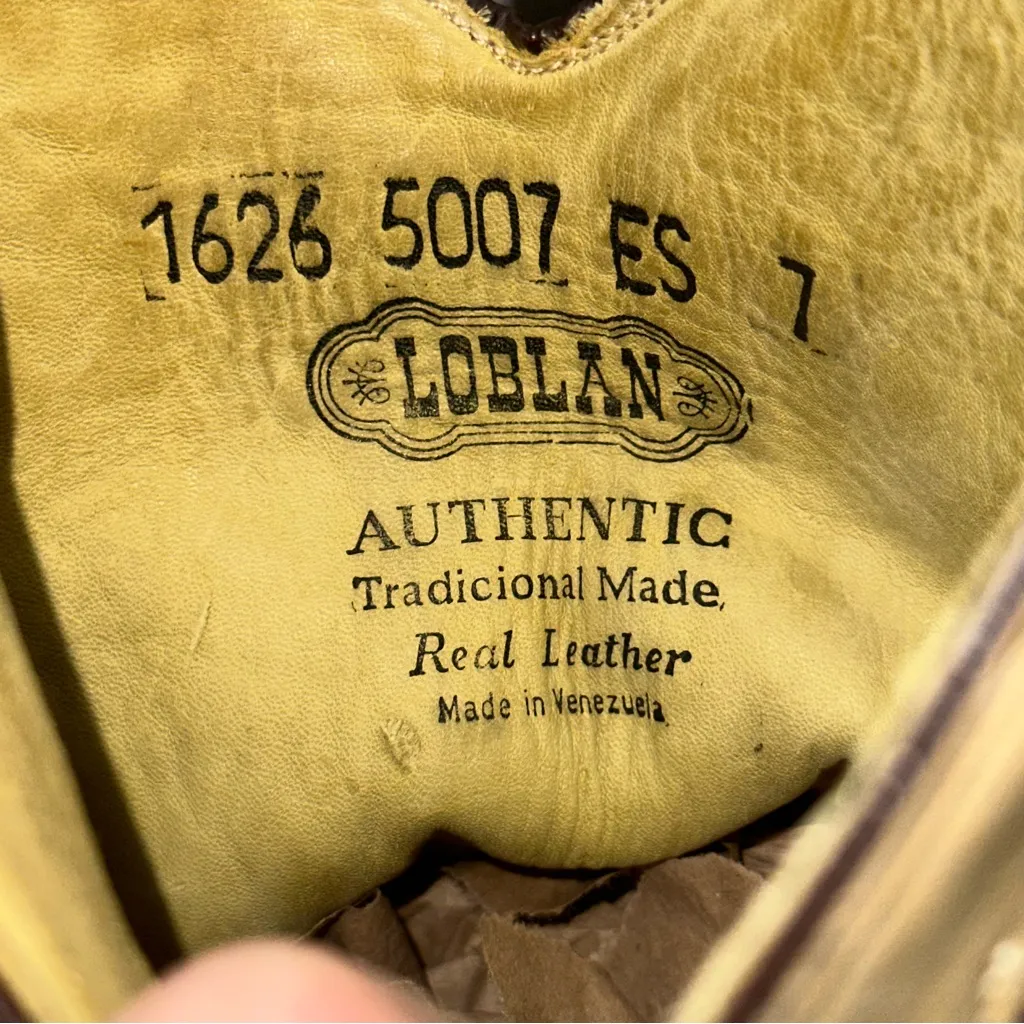 1626 5007 ES 7
LOBLAN
AUTHENTIC
Tradicional Made,
Real Leather
Made in Venezuela.